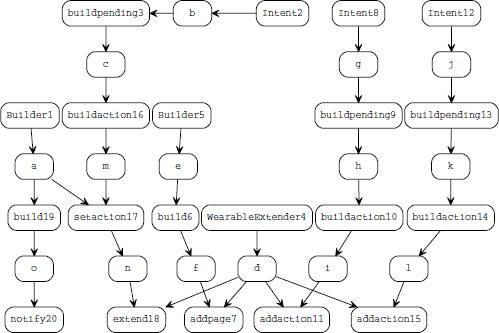 buildpending3 b Intent2 Intent8 Intent12
c g j
Builder1 buildaction16 Builder5 buildpending9 buildpending13
a m e h k
build19 setaction17 build6 WearableExtender4 buildaction10 buildaction14
o n f d i l
notify20 extend18 addpage7 addaction11 addaction15